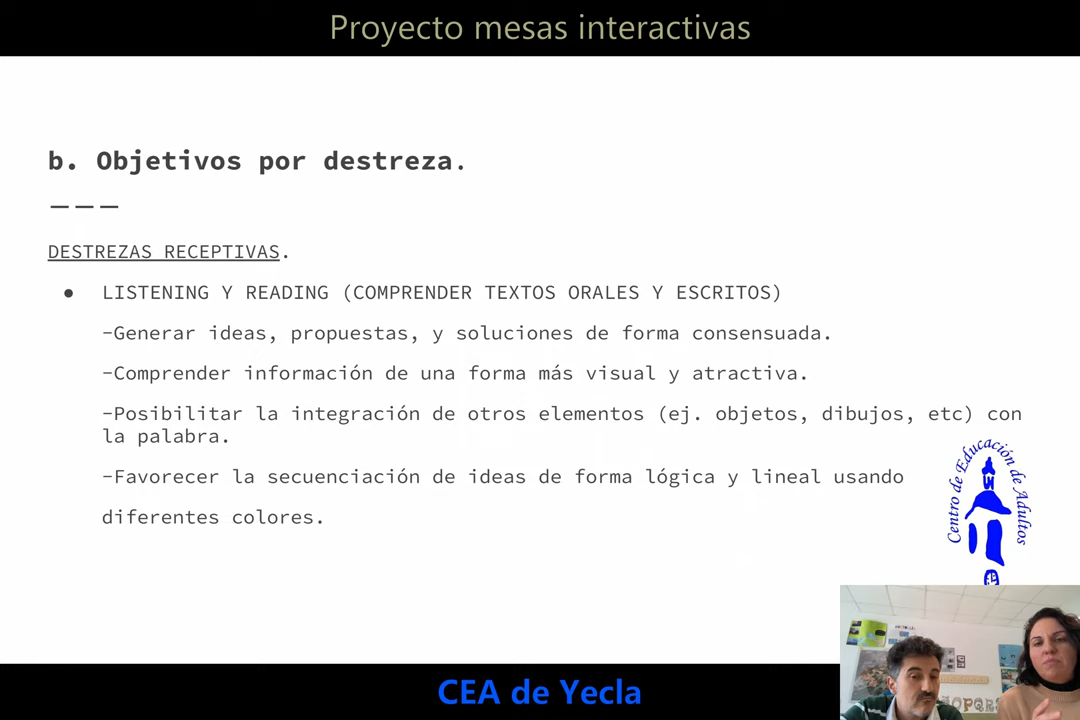 Proyecto mesas interactivas
b. Objetivos por destreza.
DESTREZAS RECEPTIVAS.
● LISTENING Y READING (COMPRENDER TEXTOS ORALES Y ESCRITOS)
-Generar ideas, propuestas, y soluciones de forma consensuada.
-Comprender información de una forma más visual y atractiva.
-Posibilitar la integración de otros elementos (ej. objetos, dibujos, etc) con
la palabra.
-Favorecer la secuenciación de ideas de forma lógica y lineal usando
diferentes colores.
Centro de Educación de Adultos
CEA de Yecla